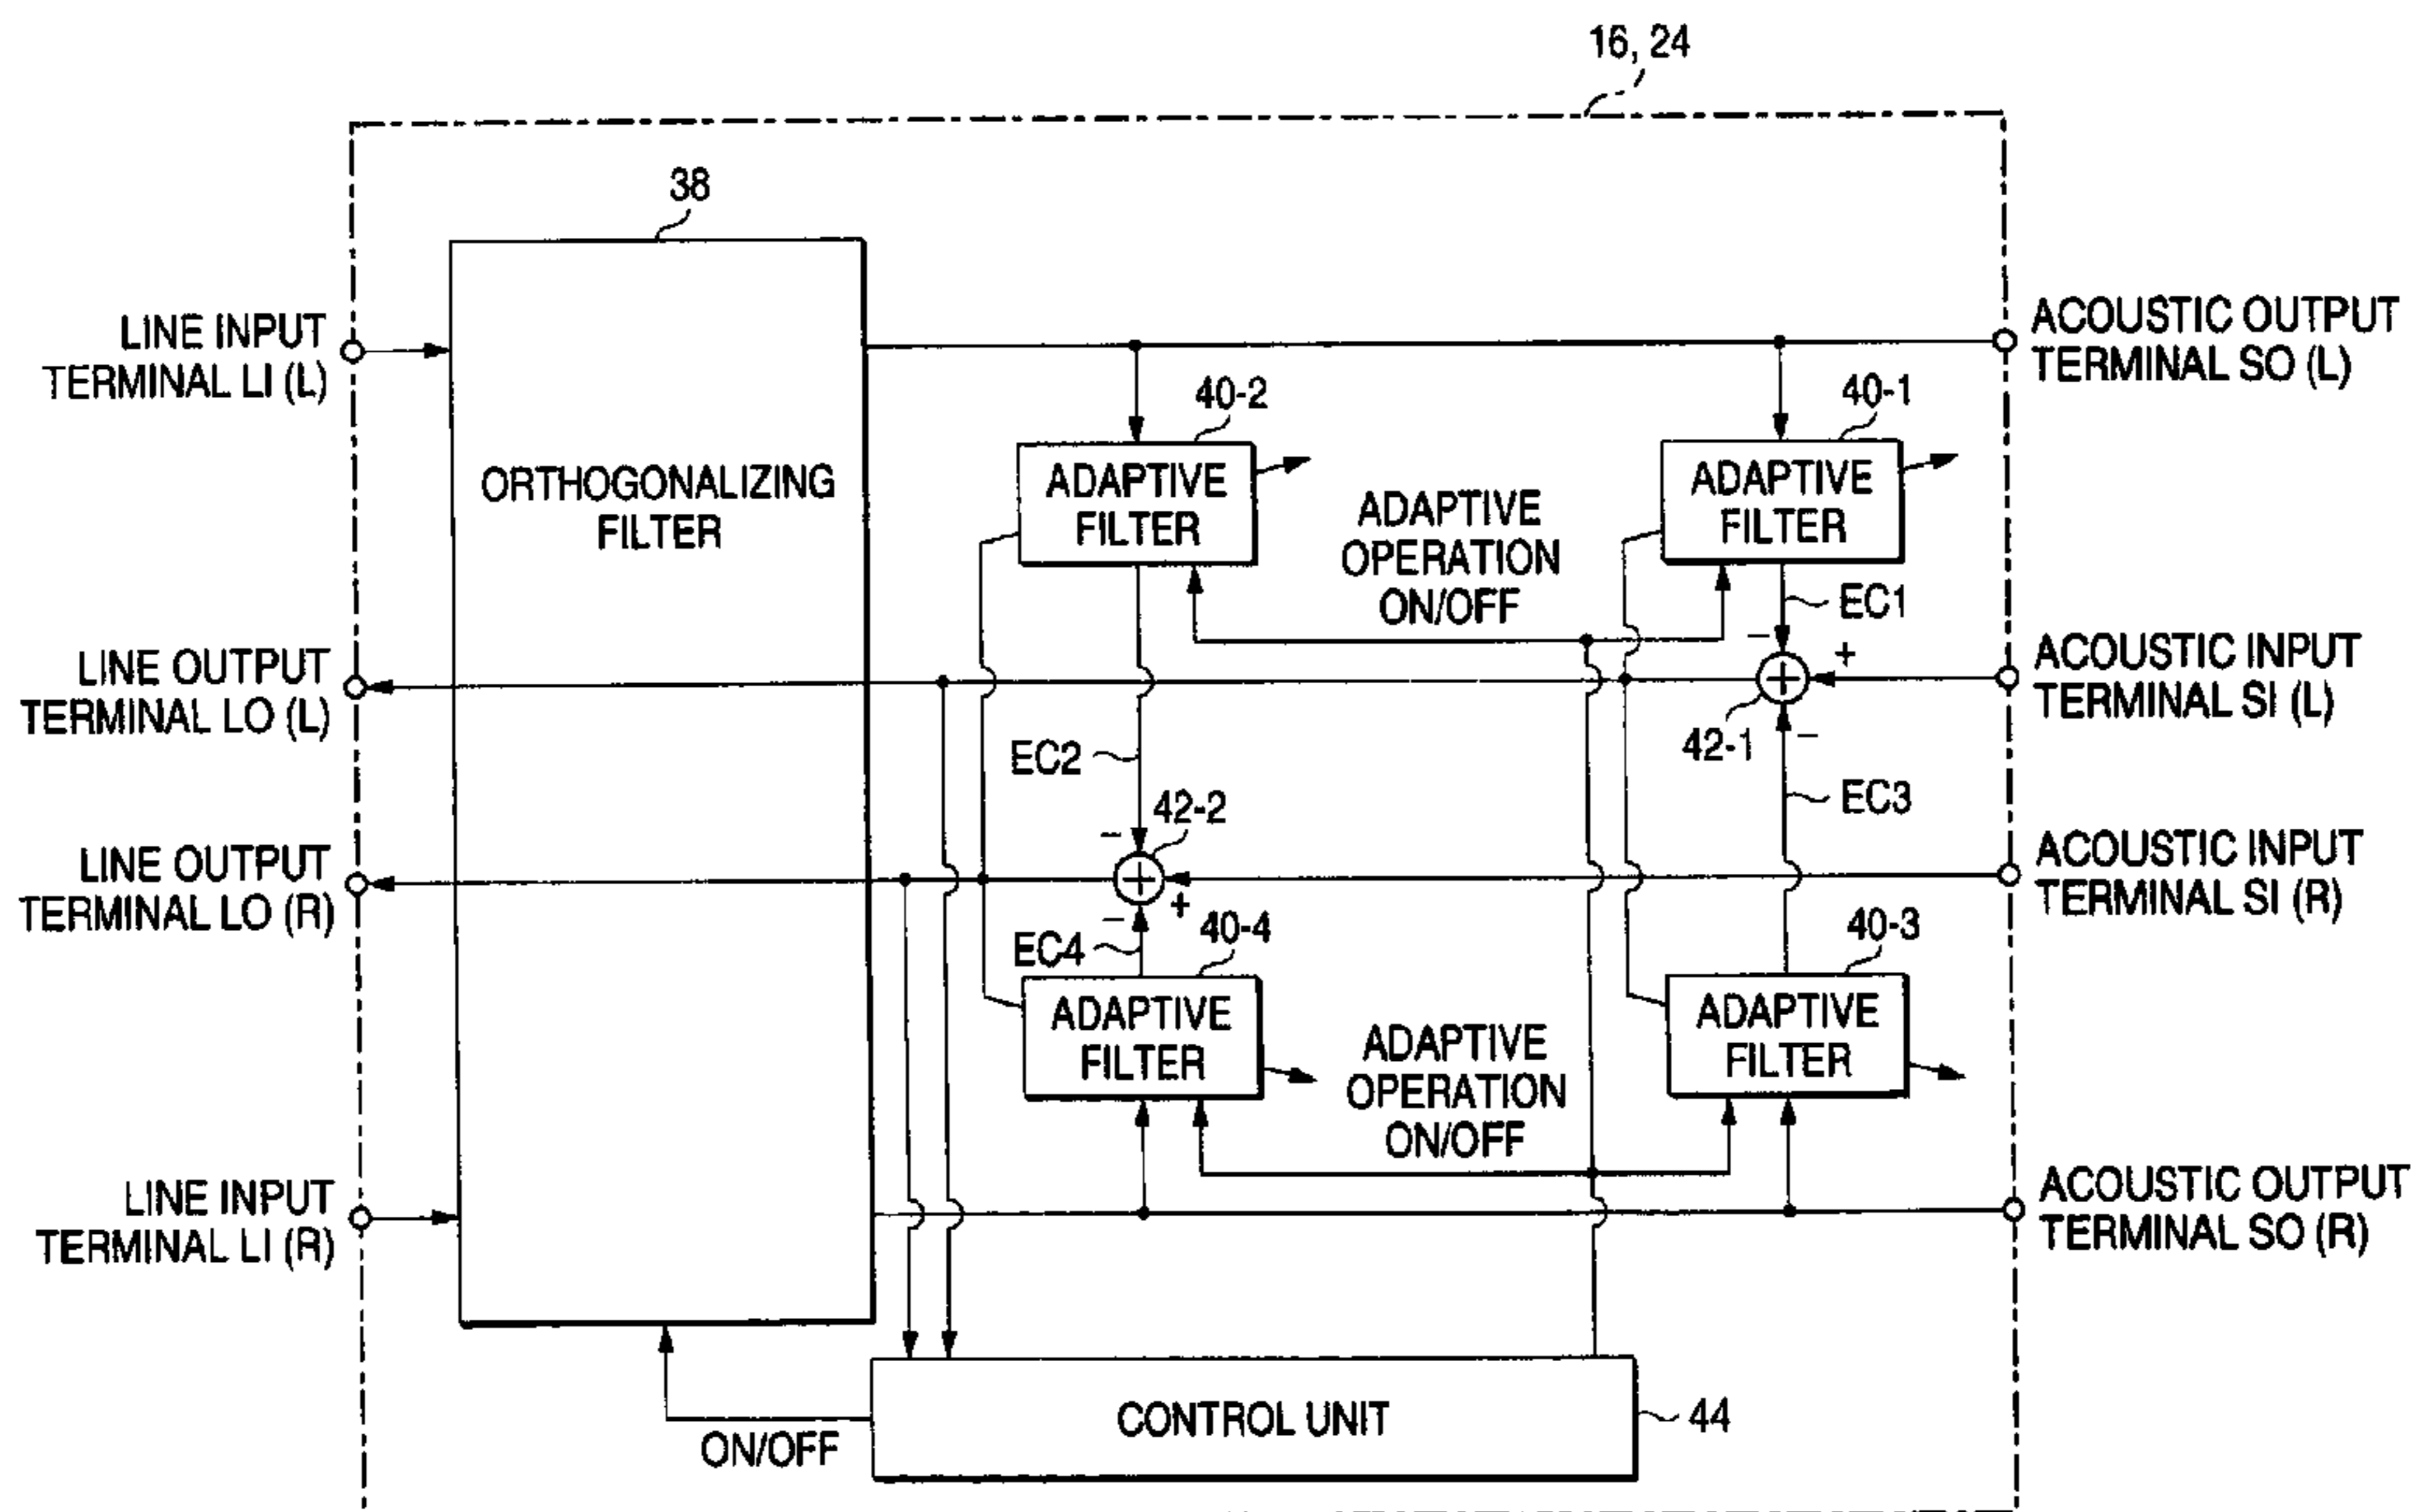 16, 24
38
LINE INPUT
TERMINAL LI (L)
ORTHOGONALIZING
FILTER
ACOUSTIC OUTPUT
TERMINAL SO (L)
40-2
40-1
ADAPTIVE
FILTER
ADAPTIVE
OPERATION
ON/OFF
ADAPTIVE
FILTER
EC1
−
+
LINE OUTPUT
TERMINAL LO (L)
ACOUSTIC INPUT
TERMINAL SI (L)
42-1
−
EC2
EC3
42-2
−
LINE OUTPUT
TERMINAL LO (R)
ACOUSTIC INPUT
TERMINAL SI (R)
+
−
EC4
40-4
40-3
ADAPTIVE
FILTER
ADAPTIVE
OPERATION
ON/OFF
ADAPTIVE
FILTER
LINE INPUT
TERMINAL LI (R)
ACOUSTIC OUTPUT
TERMINAL SO (R)
CONTROL UNIT
44
ON/OFF